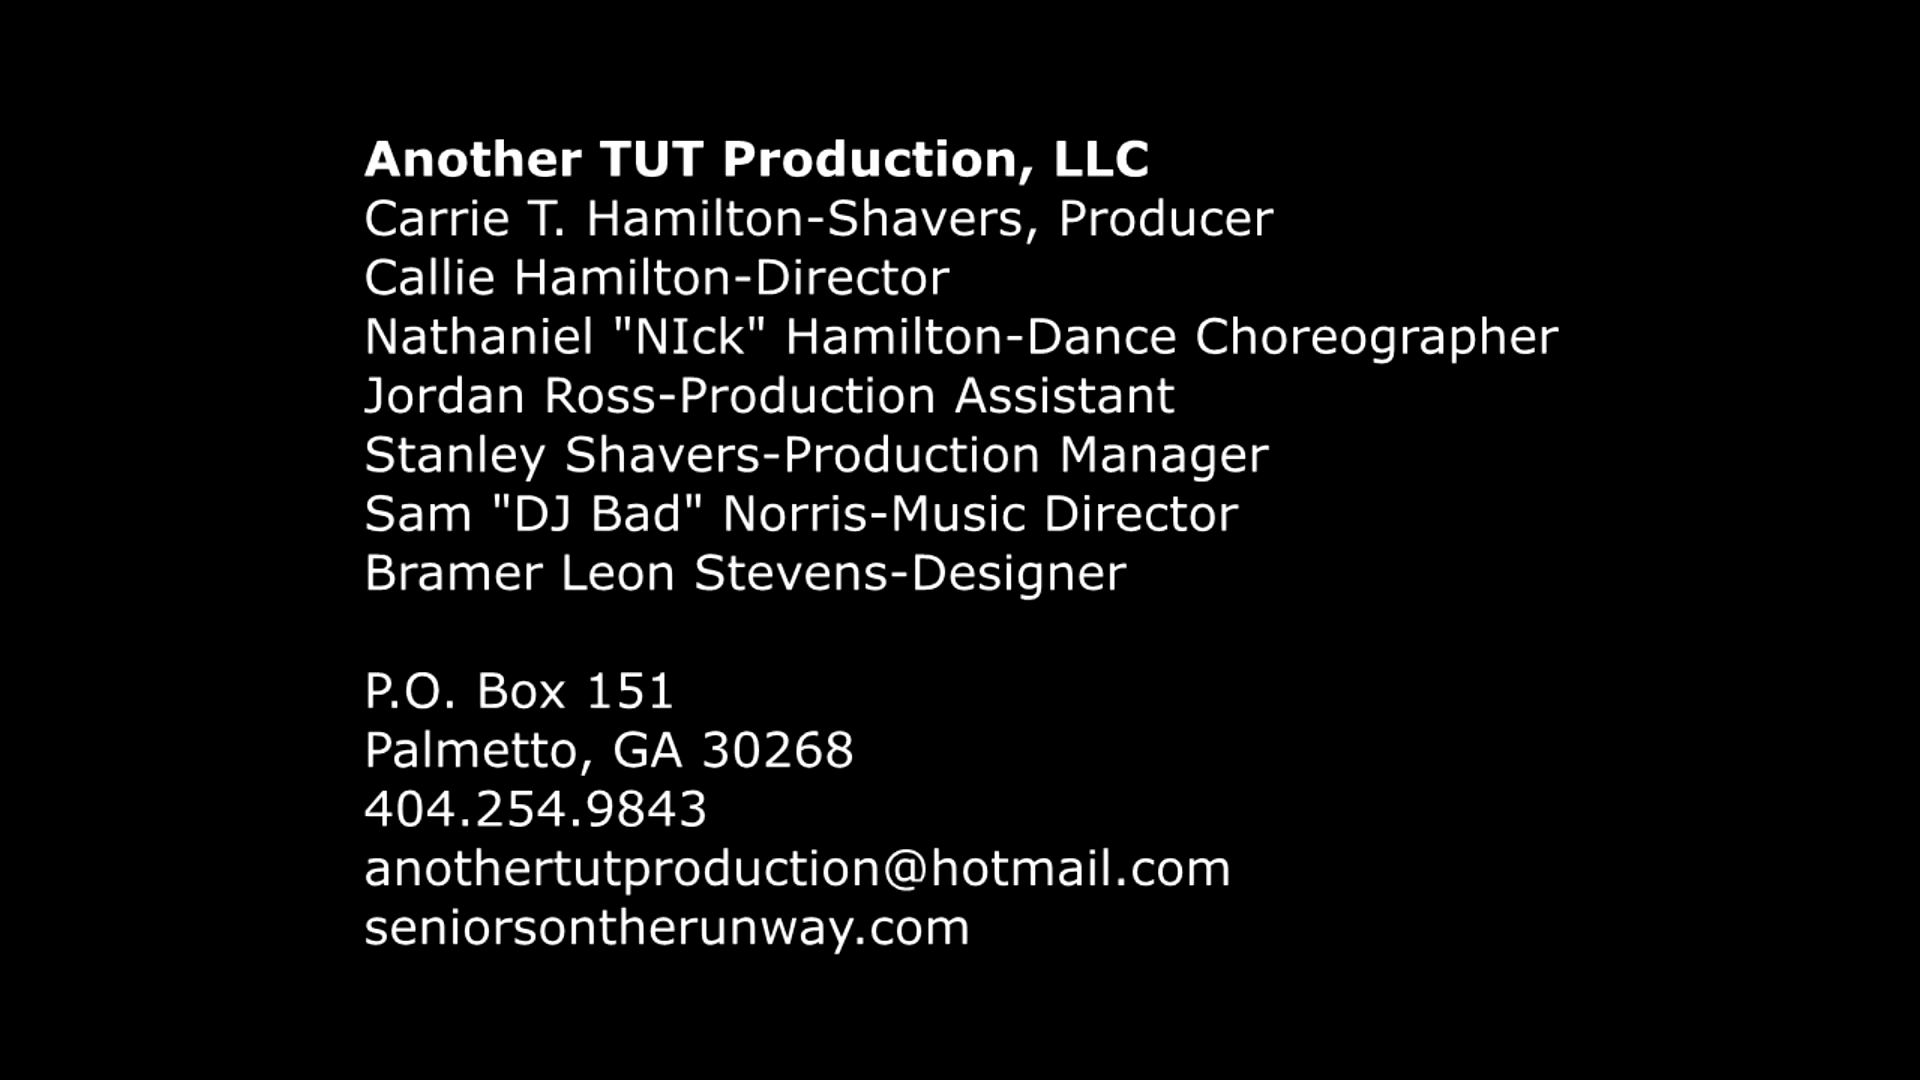 Another TUT Production, LLC
Carrie T. Hamilton-Shavers, Producer
Callie Hamilton-Director
Nathaniel "NIck" Hamilton-Dance Choreographer
Jordan Ross-Production Assistant
Stanley Shavers-Production Manager
Sam "DJ Bad" Norris-Music Director
Bramer Leon Stevens-Designer
P.O. Box 151
Palmetto, GA 30268
404.254.9843
anothertutproduction@hotmail.com
seniorsontherunway.com